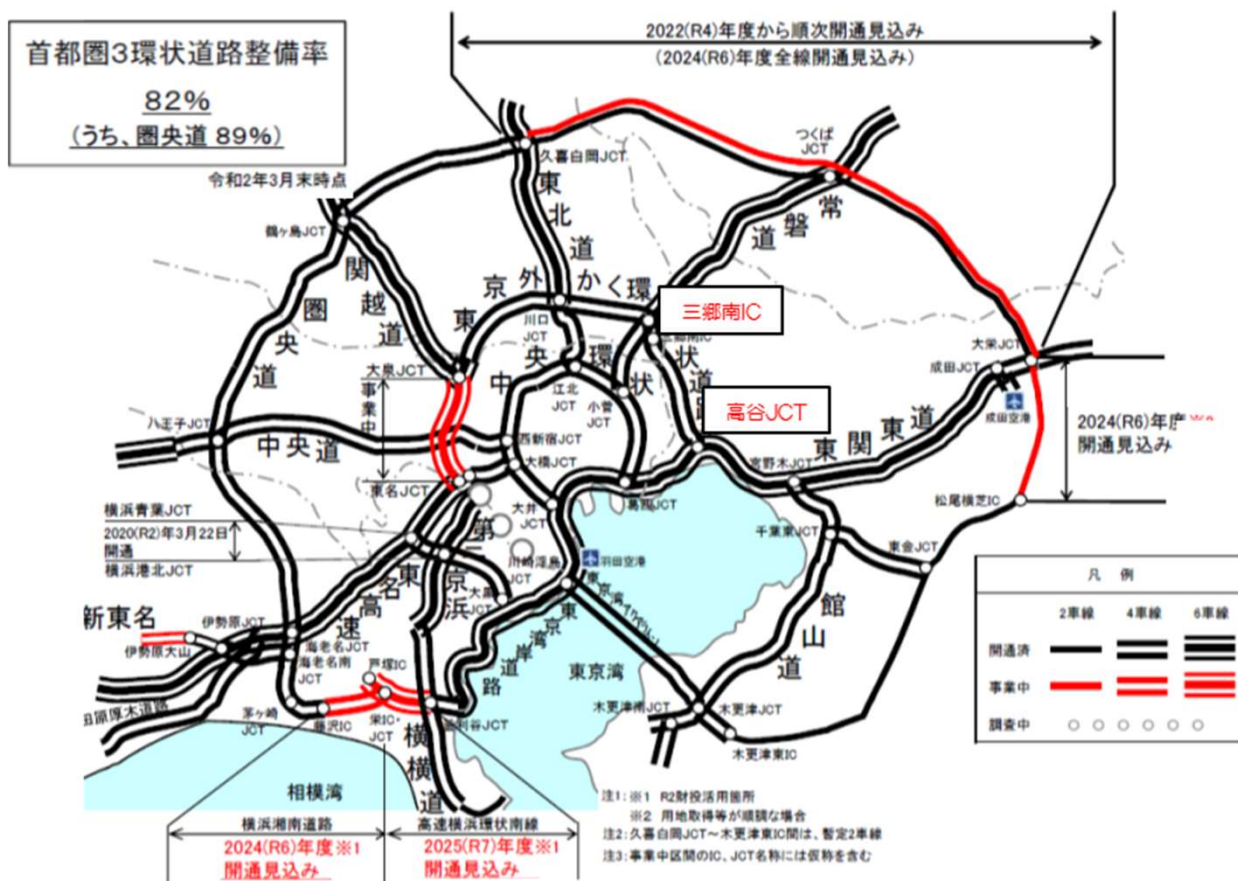 首都圏3環状道路整備率
82%
(うち、圏央道 89%)
令和2年3月末時点
2022(R4)年度から順次開通見込み
(2024(R6)年度全線開通見込み)
久喜白岡JCT
つくば
JCT
鶴ヶ島JCT
東北道
常磐道
関越道
圏央道
東京外かく環状道路
三郷南IC
三郷南IC
川口
JCT
中央環状
大泉JCT
事業中
江北
JCT
小菅
JCT
高谷JCT
大栄JCT
成田JCT
成田空港
2024(R6)年度
開通見込み
八王子JCT
中央道
西新宿JCT
大橋JCT
東関東道
宮野木JCT
松尾横芝IC
東名JCT
大井
JCT
葛西JCT
横浜青葉JCT
2020(R2)年3月22日
開通
横浜港北JCT
第三京浜
川崎浮島
JCT
羽田空港
千葉東JCT
東金JCT
大黒
JCT
東名高速
新東名
伊勢原JCT
伊勢原大山
海老名JCT
海老名南
JCT
戸塚IC
東京湾岸道路
東京湾
館山道
田原厚木道路
茅ヶ崎
JCT
藤沢IC
栄IC・
JCT
木更津南JCT
木更津JCT
木更津東IC
横横道
相模湾
横浜湘南道路
2024(R6)年度※1
開通見込み
高速横浜環状南線
2025(R7)年度※1
開通見込み
凡 例
2車線 4車線 6車線
開通済
事業中
調査中
注1:※1 R2財投活用箇所
※2 用地取得等が順調な場合
注2:久喜白岡JCT～木更津東IC間は、暫定2車線
注3:事業中区間のIC、JCT名称には仮称を含む